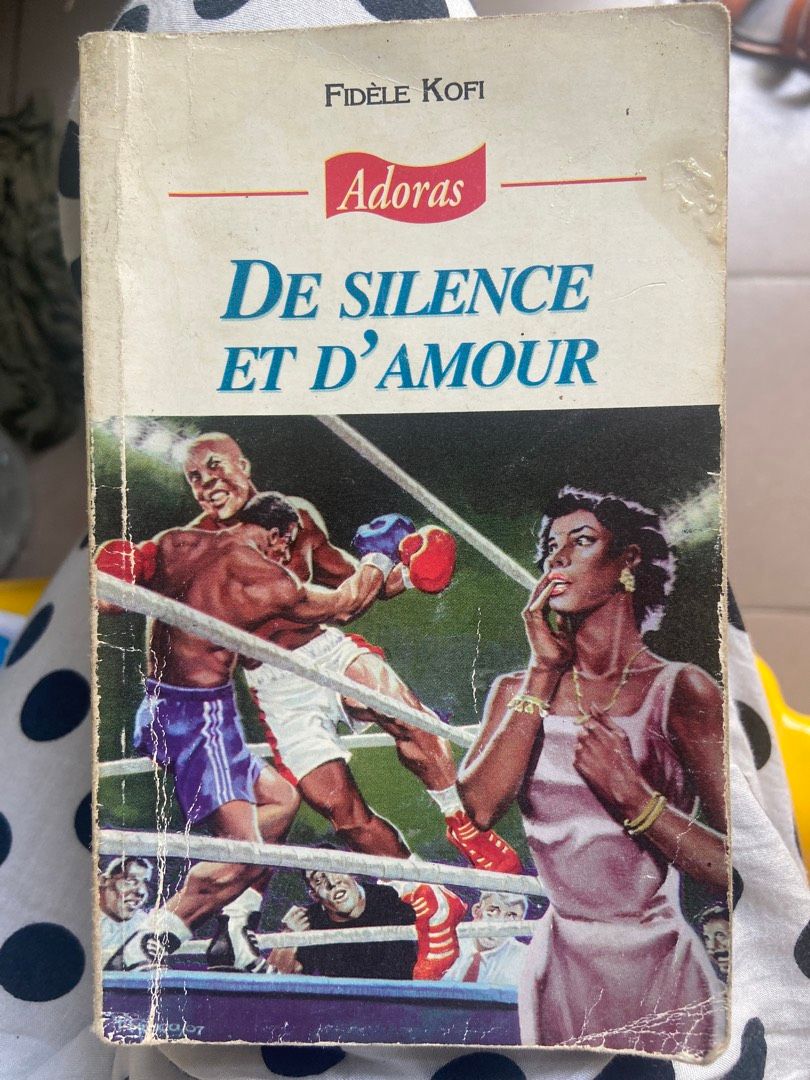 FIDÈLE KOFI
Adoras
DE SILENCE
ET D'AMOUR